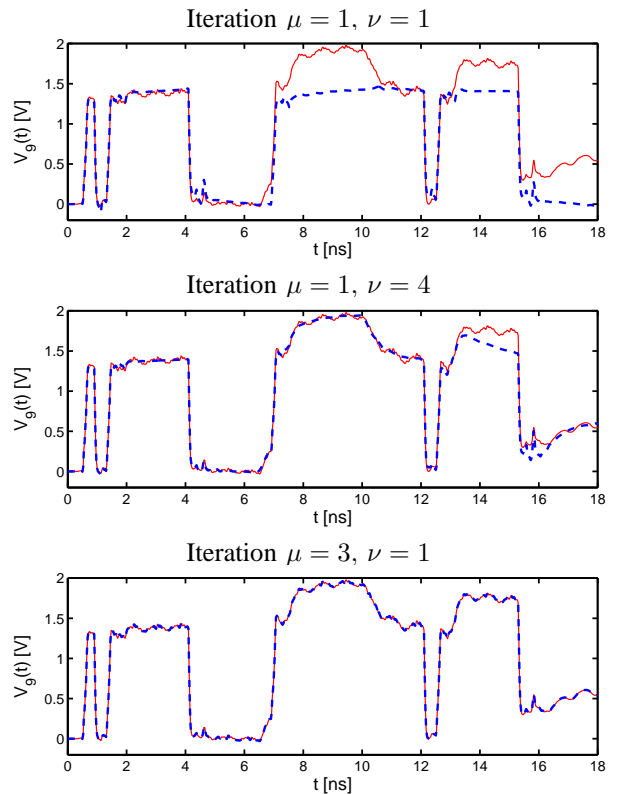 Iteration μ = 1, ν = 1
2
1.5
1
0.5
0
V9(t) [V]
0 2 4 6 8 10 12 14 16 18
t [ns]
Iteration μ = 1, ν = 4
2
1.5
1
0.5
0
V9(t) [V]
0 2 4 6 8 10 12 14 16 18
t [ns]
Iteration μ = 3, ν = 1
2
1.5
1
0.5
0
V9(t) [V]
0 2 4 6 8 10 12 14 16 18
t [ns]